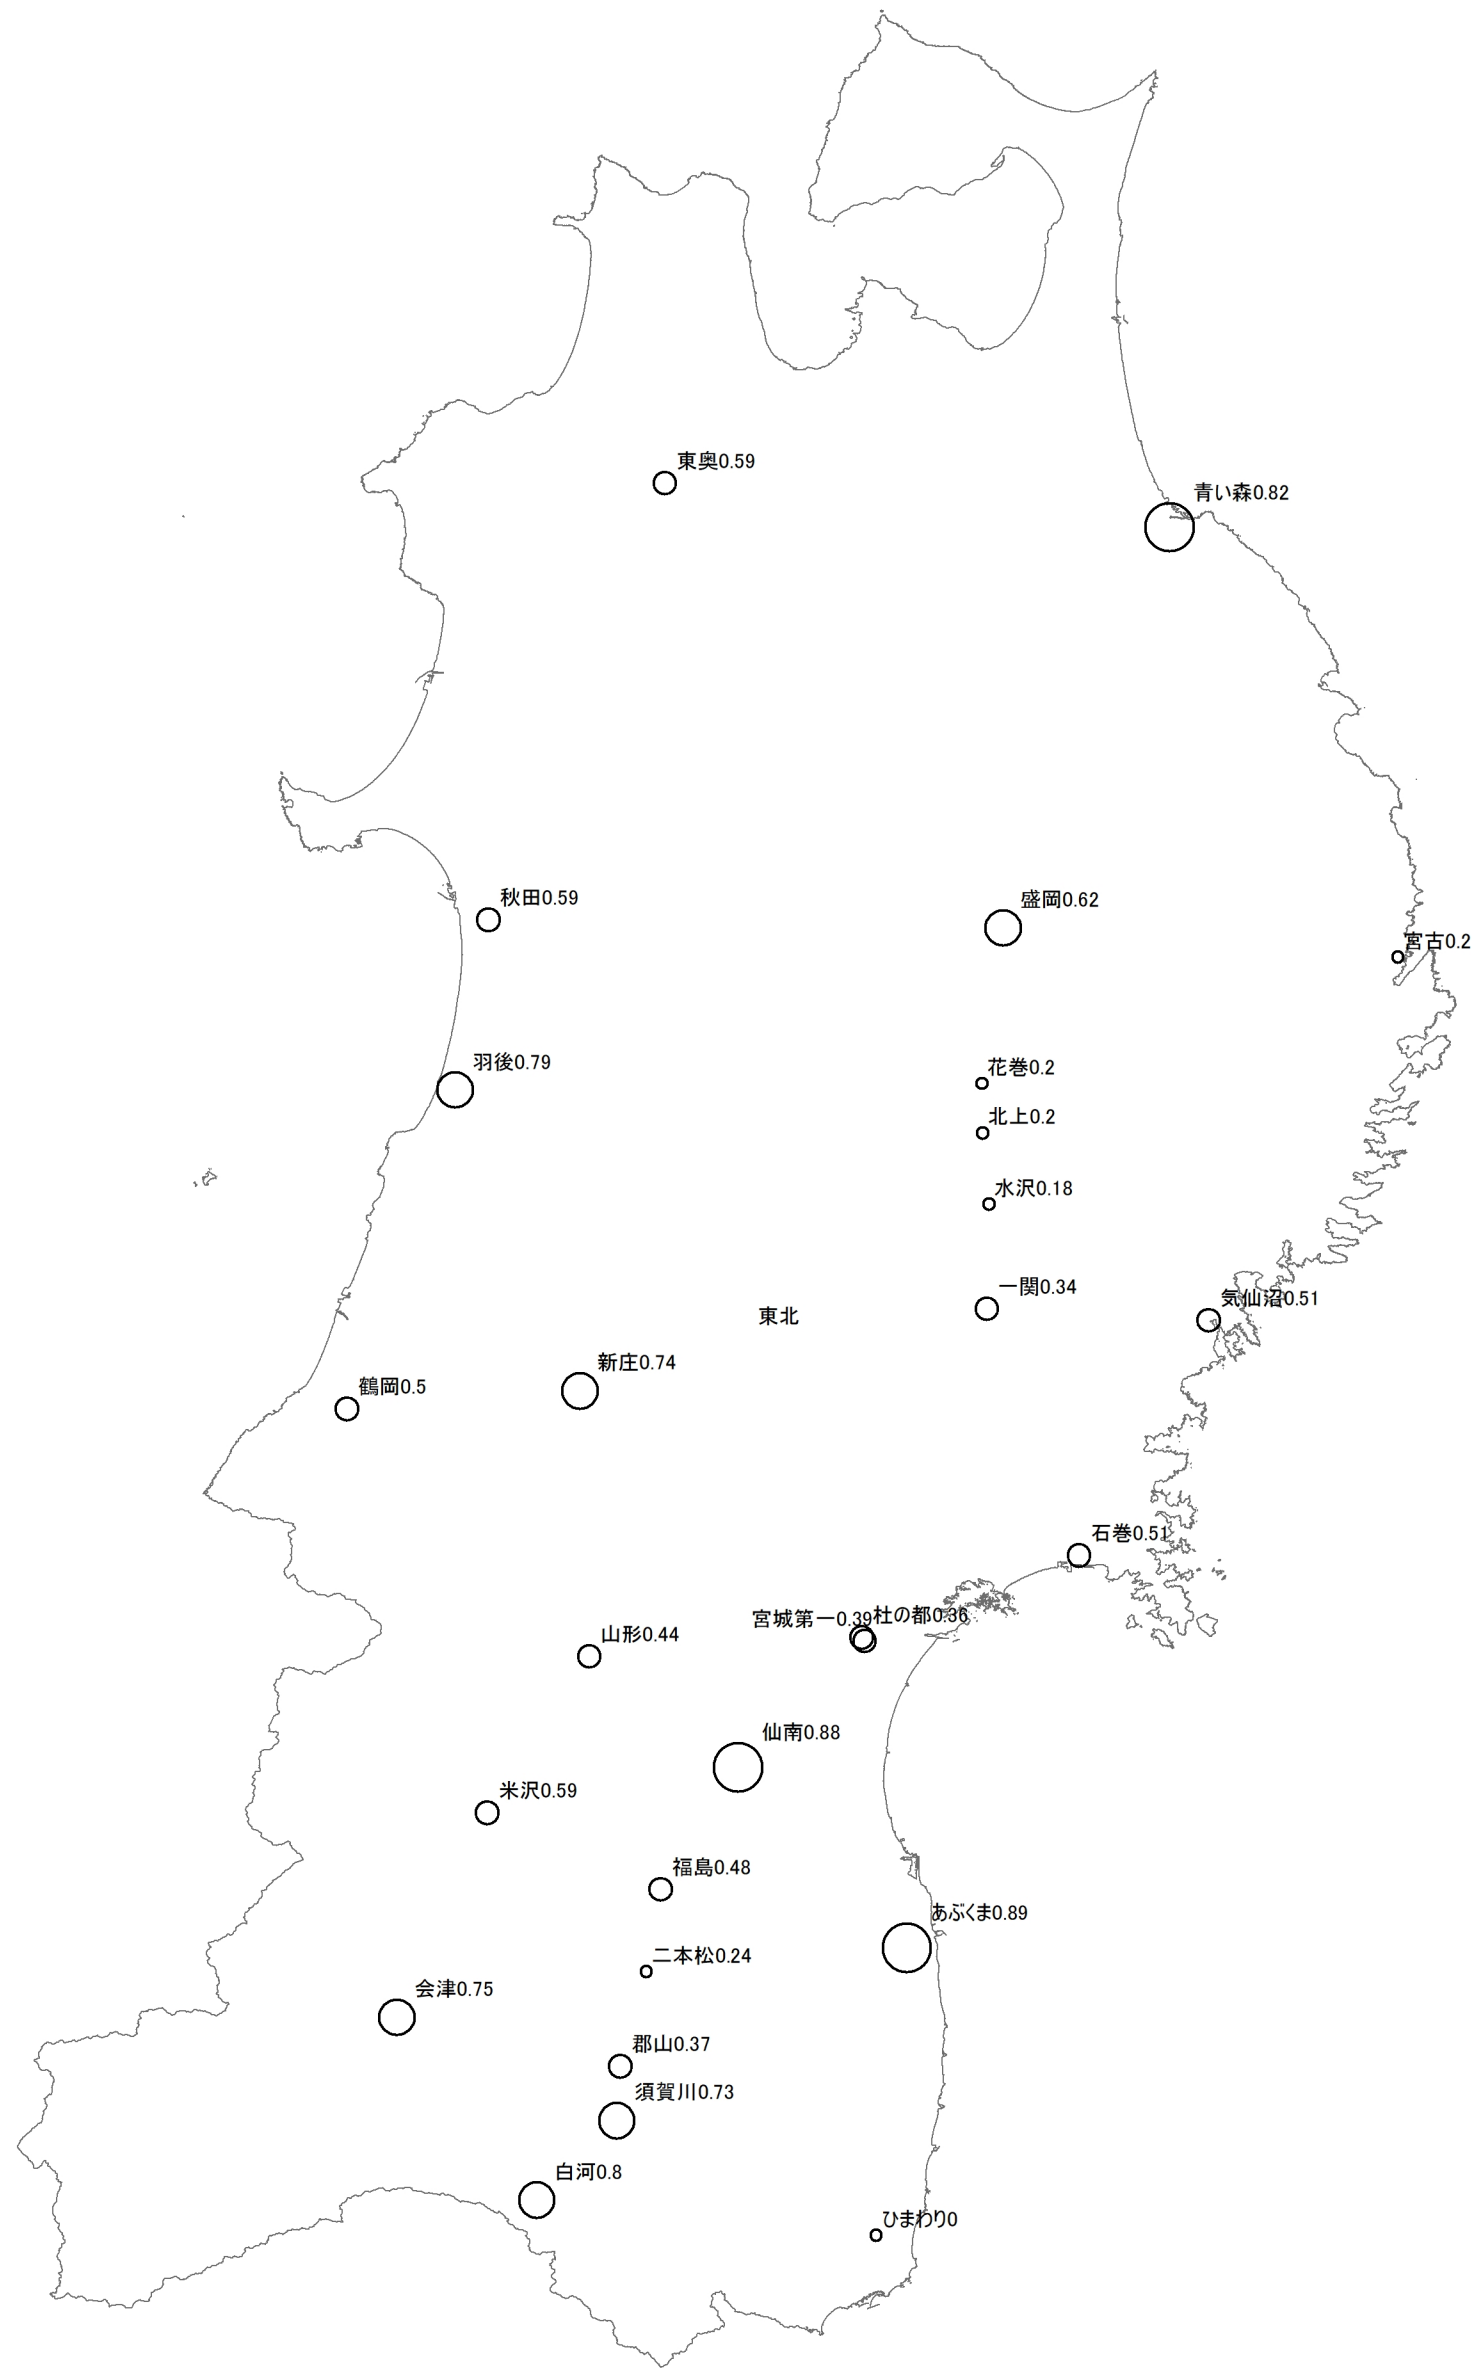 東奥0.59
青い森0.82
秋田0.59
盛岡0.62
宮古0.2
羽後0.79
花巻0.2
北上0.2
水沢0.18
一関0.34
気仙沼0.51
東北
新庄0.74
鶴岡0.5
石巻0.51
宮城第一0.39
杜の都0.36
山形0.44
仙南0.88
米沢0.59
福島0.48
あぶくま0.89
二本松0.24
会津0.75
郡山0.37
須賀川0.73
白河0.8
ひまわり0